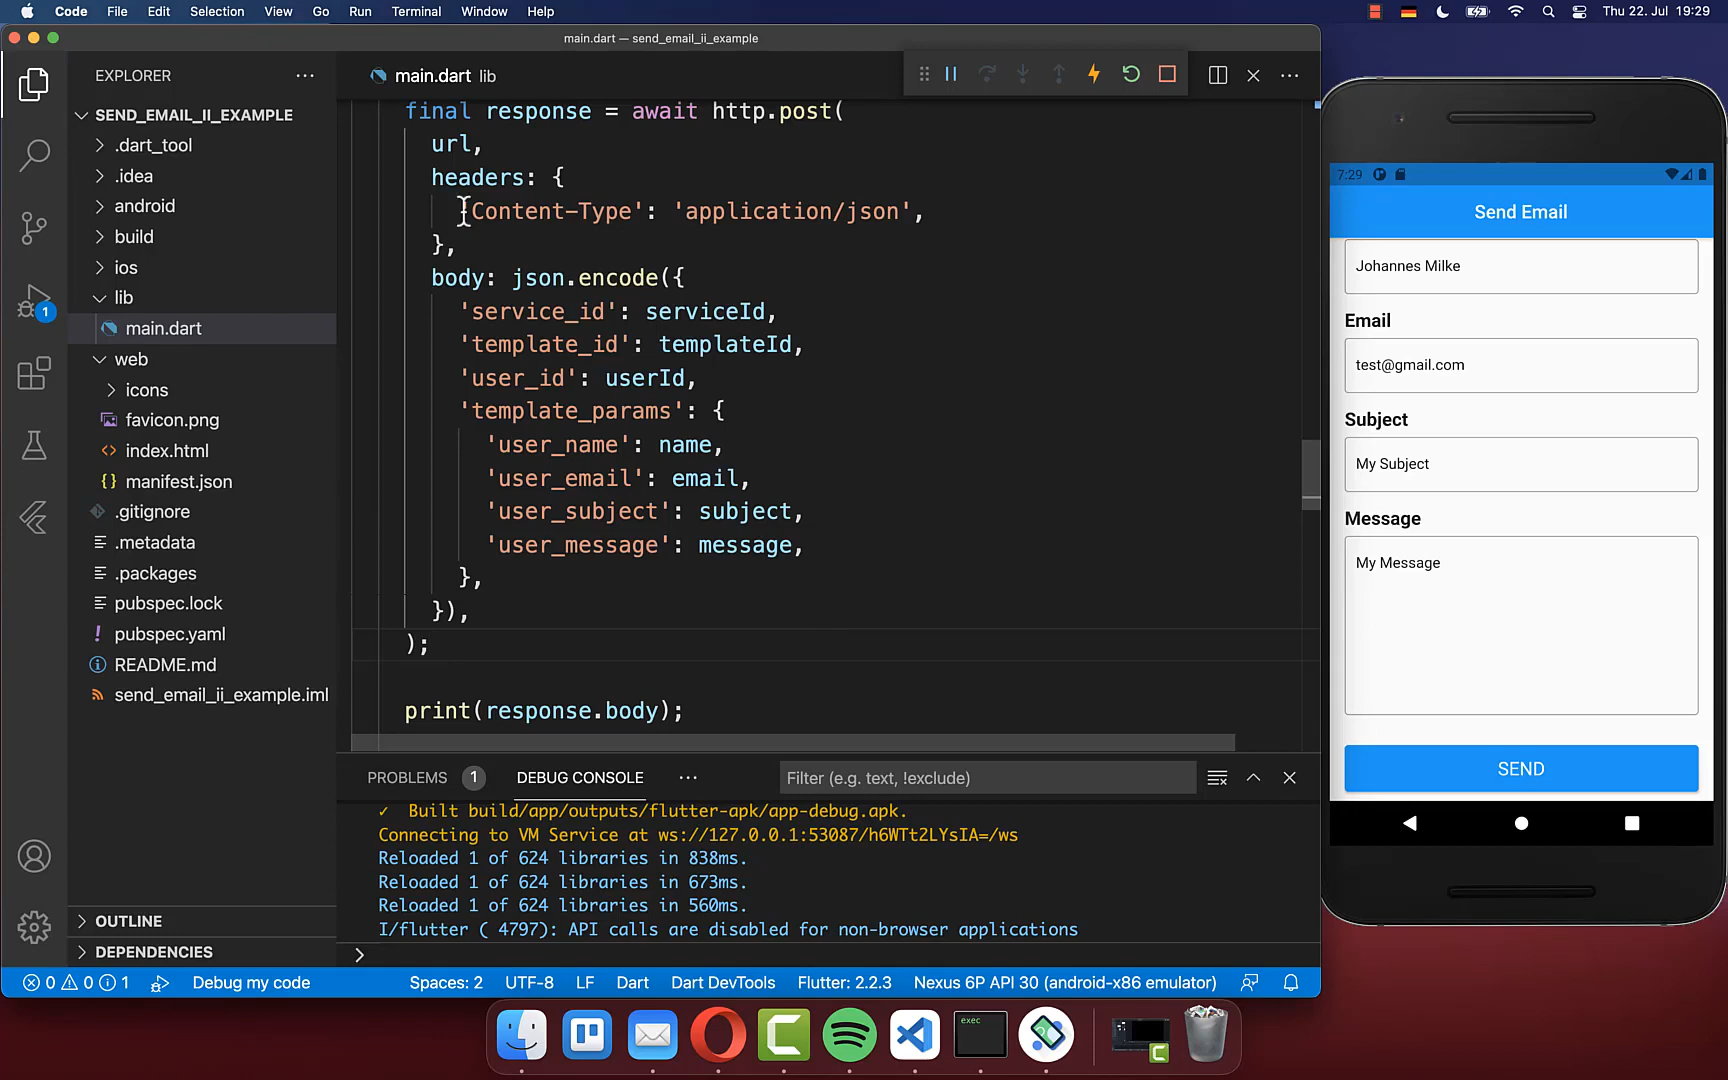 Code File Edit Selection View Go Run Terminal Window Help Thu 22. Jul 19:29
main.dart — send_email_ii_example
EXPLORER
SEND_EMAIL_II_EXAMPLE
.dart_tool
.idea
android
build
ios
lib
main.dart
web
icons
favicon.png
index.html
manifest.json
.gitignore
.metadata
.packages
pubspec.lock
pubspec.yaml
README.md
send_email_ii_example.iml
OUTLINE
DEPENDENCIES
1
main.dart lib
final response = await http.post(
url,
headers: {
'Content-Type': 'application/json',
},
body: json.encode({
'service_id': serviceId,
'template_id': templateId,
'user_id': userId,
'template_params': {
'user_name': name,
'user_email': email,
'user_subject': subject,
'user_message': message,
},
}),
);
print(response.body);
PROBLEMS 1 DEBUG CONSOLE Filter (e.g. text, !exclude)
✓ Built build/app/outputs/flutter-apk/app-debug.apk.
Connecting to VM Service at ws://127.0.0.1:53087/h6WTt2LYsIA=/ws
Reloaded 1 of 624 libraries in 838ms.
Reloaded 1 of 624 libraries in 673ms.
Reloaded 1 of 624 libraries in 560ms.
I/flutter ( 4797): API calls are disabled for non-browser applications
0 0 1 Debug my code Spaces: 2 UTF-8 LF Dart Dart DevTools Flutter: 2.2.3 Nexus 6P API 30 (android-x86 emulator)
7:29
Send Email
Johannes Milke
Email
test@gmail.com
Subject
My Subject
Message
My Message
SEND
exec